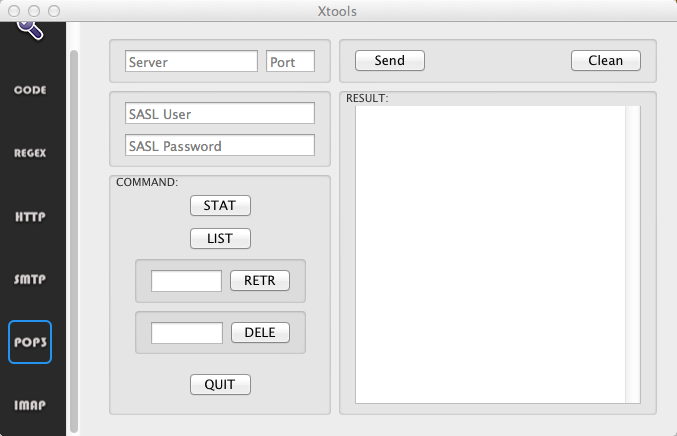 Xtools
CODE
REGEX
HTTP
SMTP
POP3
IMAP
Server
Port
SASL User
SASL Password
COMMAND:
STAT
LIST
RETR
DELE
QUIT
Send
Clean
RESULT: